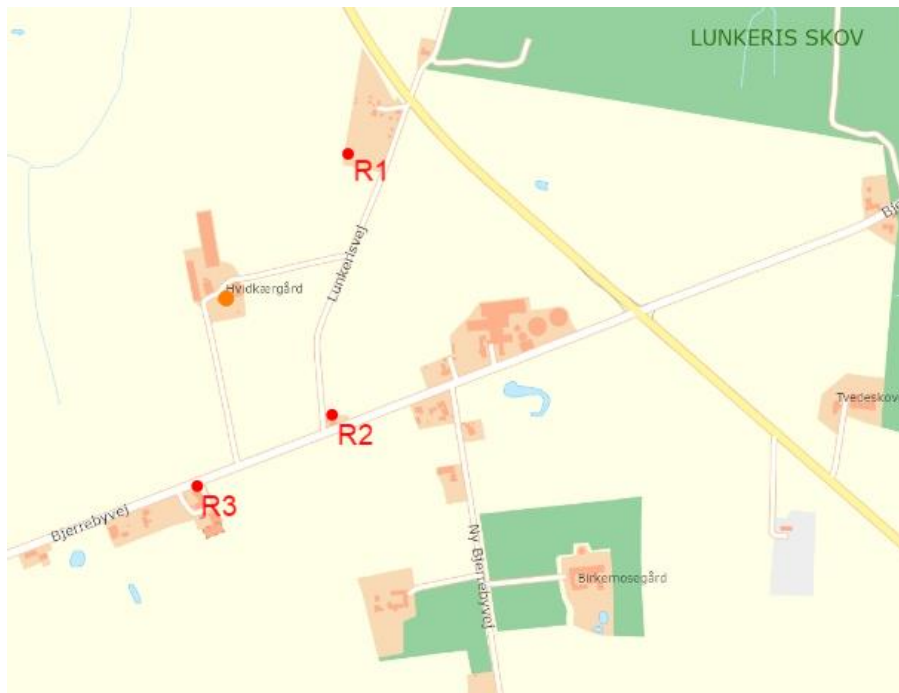 LUNKERIS SKOV
R1
Lunkerisvej
Hvidkærgård
Tvedeskov
R2
R3
Bjerrebyvej
Ny Bjerrebyvej
Birkemosegård